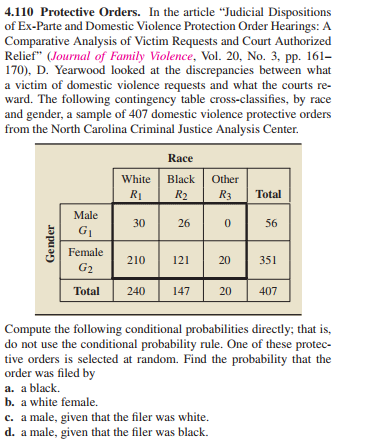 4.110 Protective Orders. In the article “Judicial Dispositions
of Ex-Parte and Domestic Violence Protection Order Hearings: A
Comparative Analysis of Victim Requests and Court Authorized
Relief” (Journal of Family Violence, Vol. 20, No. 3, pp. 161–
170), D. Yearwood looked at the discrepancies between what
a victim of domestic violence requests and what the courts re-
ward. The following contingency table cross-classifies, by race
and gender, a sample of 407 domestic violence protective orders
from the North Carolina Criminal Justice Analysis Center.
Race
White Black Other
R1 R2 R3 Total
Gender
Male
G1 30 26 0 56
Female
G2 210 121 20 351
Total 240 147 20 407
Compute the following conditional probabilities directly; that is,
do not use the conditional probability rule. One of these protec-
tive orders is selected at random. Find the probability that the
order was filed by
a. a black.
b. a white female.
c. a male, given that the filer was white.
d. a male, given that the filer was black.